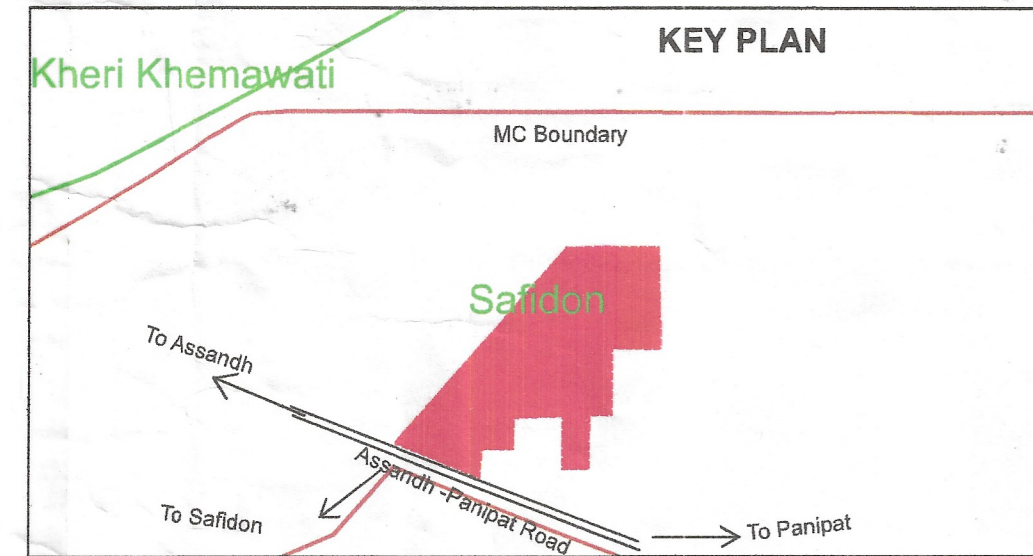 KEY PLAN
Kheri Khemawati
MC Boundary
Safidon
To Assandh
Assandh -Panipat Road
To Safidon
To Panipat